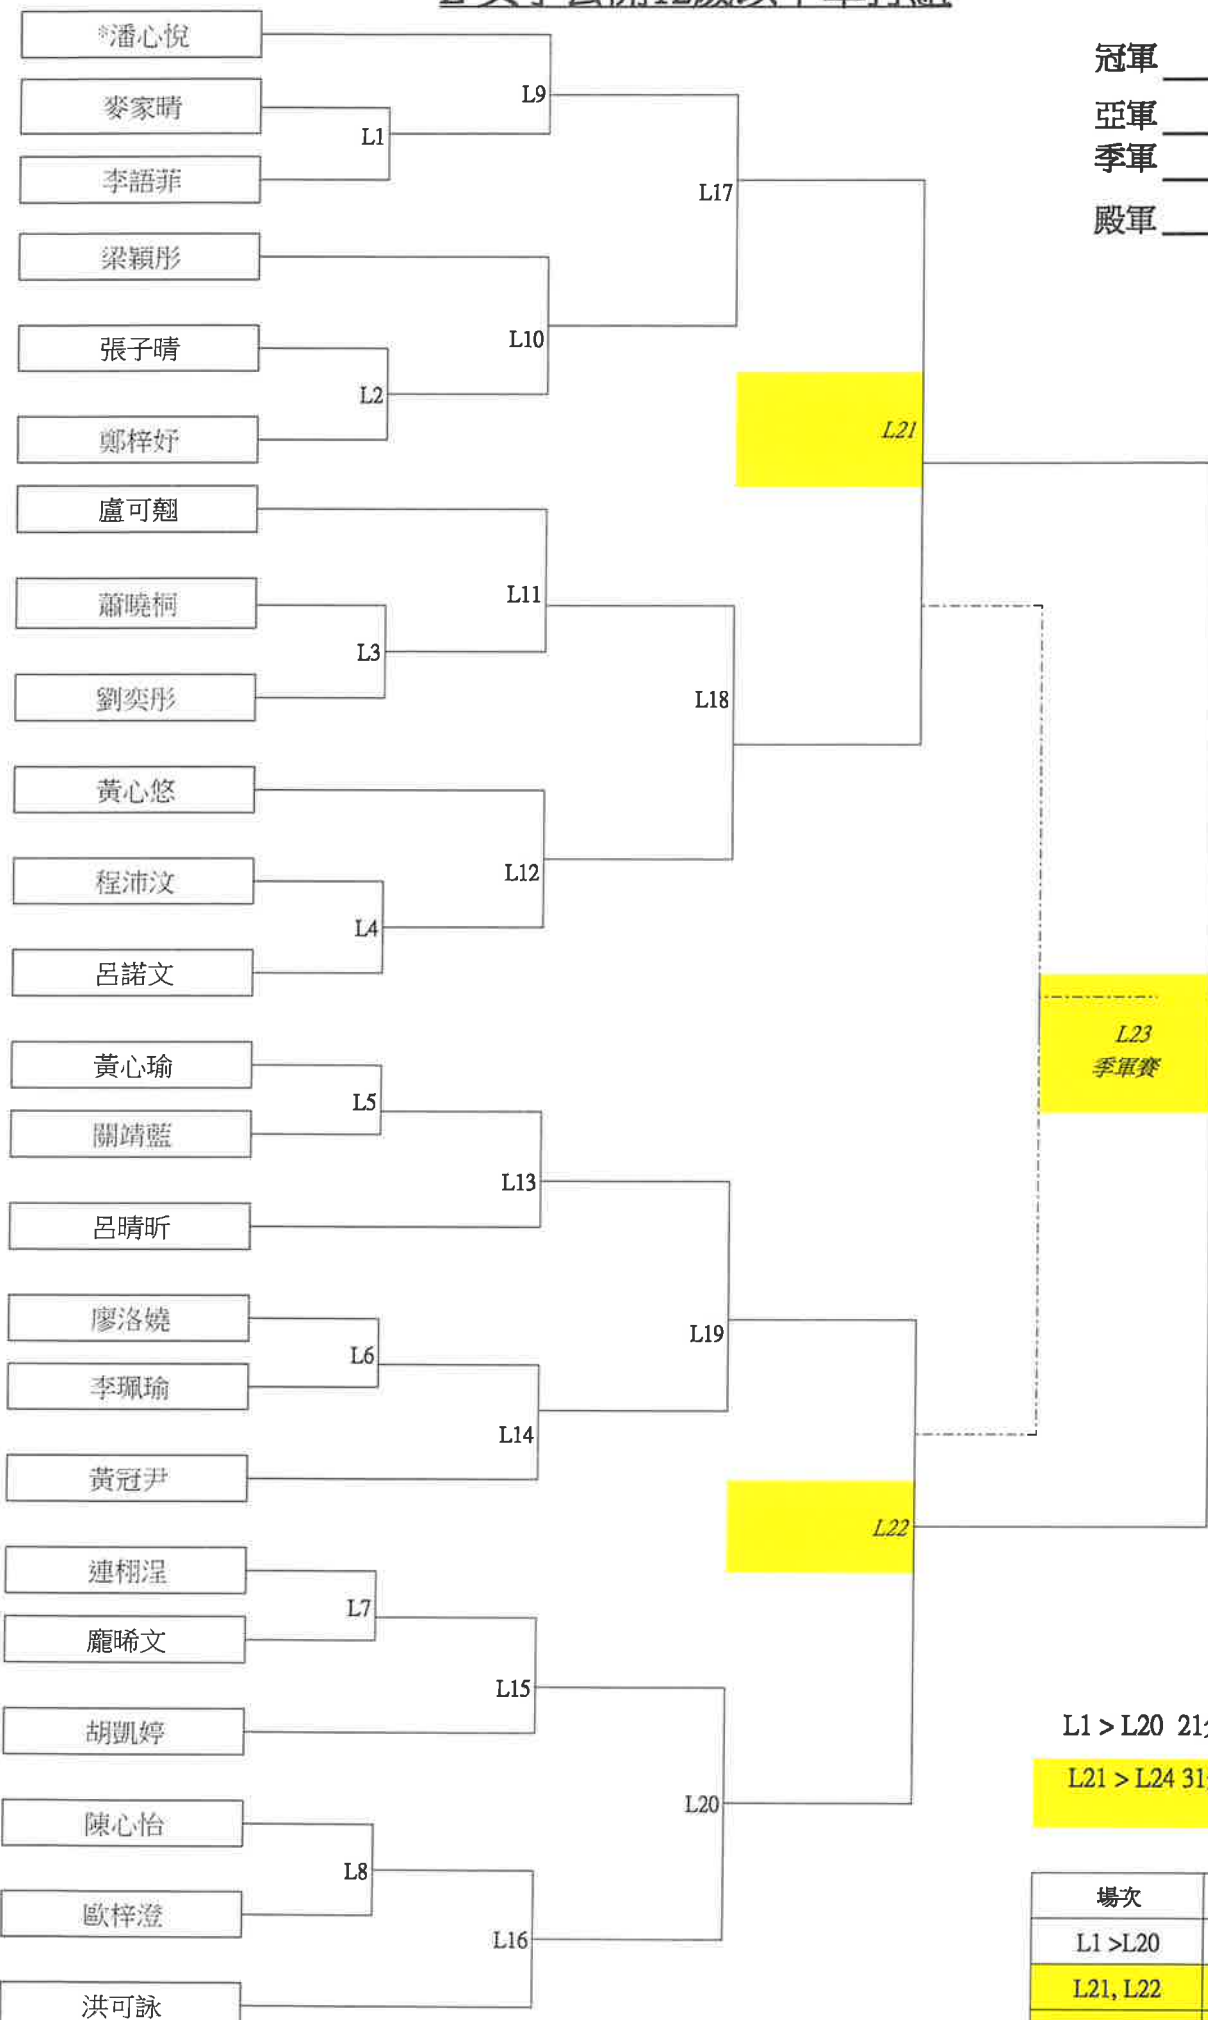 ※潘心悅
麥家晴
李語菲
梁穎彤
張子晴
鄭梓妤
盧可翹
蕭曉桐
劉奕彤
黃心悠
程沛汶
呂諾文
黃心瑜
關靖藍
呂晴昕
廖洛嬈
李珮瑜
黃冠尹
連栩浧
龐晞文
胡凱婷
陳心怡
歐梓澄
洪可詠
L1
L2
L3
L4
L5
L6
L7
L8
L9
L10
L11
L12
L13
L14
L15
L16
L17
L18
L19
L20
L21
L22
L23
季軍賽
冠軍
亞軍
季軍
殿軍
L1 > L20 21
L21 > L24 31
場次
L1 >L20
L21, L22